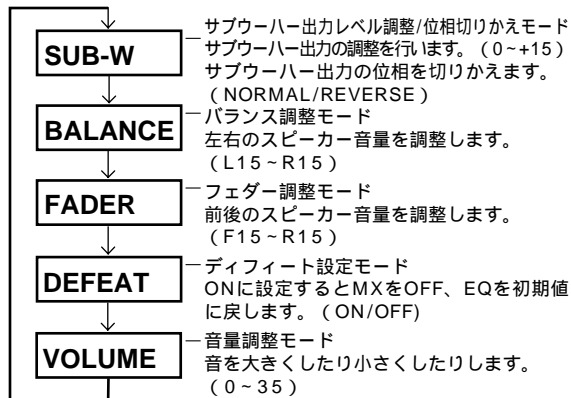 SUB-W
サブウーハー出力レベル調整/位相切りかえモード
サブウーハー出力の調整を行います。（0~+15）
サブウーハー出力の位相を切りかえます。
（NORMAL/REVERSE）
BALANCE
バランス調整モード
左右のスピーカー音量を調整します。
（L15~R15）
FADER
フェダー調整モード
前後のスピーカー音量を調整します。
（F15~R15）
DEFEAT
ディフィート設定モード
ONに設定するとMXをOFF、EQを初期値
に戻します。（ON/OFF)
VOLUME
音量調整モード
音を大きくしたり小さくしたりします。
（0~35）